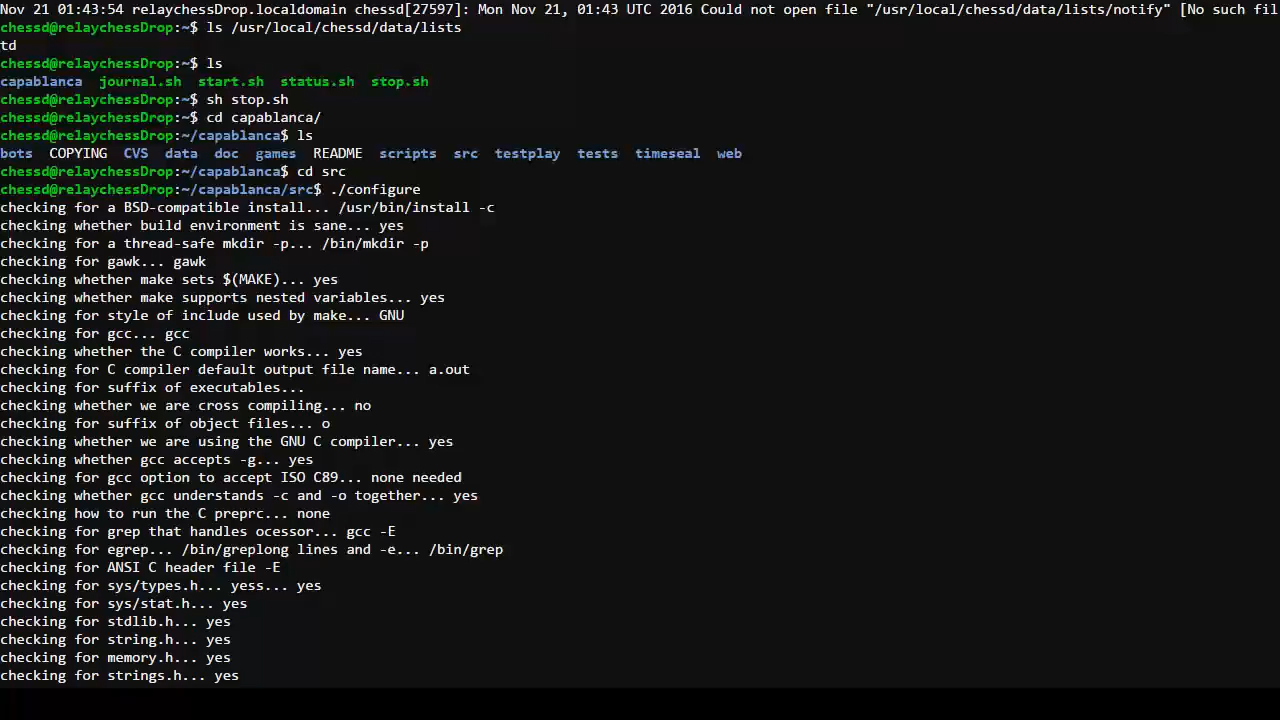 Nov 21 01:43:54 relaychessDrop.localdomain chessd[27597]: Mon Nov 21, 01:43 UTC 2016 Could not open file "/usr/local/chessd/data/lists/notify" [No such fil
chessd@relaychessDrop:~$ ls /usr/local/chessd/data/lists
td
chessd@relaychessDrop:~$ ls
capablanca journal.sh start.sh status.sh stop.sh
chessd@relaychessDrop:~$ sh stop.sh
chessd@relaychessDrop:~$ cd capablanca/
chessd@relaychessDrop:~/capablanca$ ls
bots COPYING CVS data doc games README scripts src testplay tests timeseal web
chessd@relaychessDrop:~/capablanca$ cd src
chessd@relaychessDrop:~/capablanca/src$ ./configure
checking for a BSD-compatible install... /usr/bin/install -c
checking whether build environment is sane... yes
checking for a thread-safe mkdir -p... /bin/mkdir -p
checking for gawk... gawk
checking whether make sets $(MAKE)... yes
checking whether make supports nested variables... yes
checking for style of include used by make... GNU
checking for gcc... gcc
checking whether the C compiler works... yes
checking for C compiler default output file name... a.out
checking for suffix of executables...
checking whether we are cross compiling... no
checking for suffix of object files... o
checking whether we are using the GNU C compiler... yes
checking whether gcc accepts -g... yes
checking for gcc option to accept ISO C89... none needed
checking whether gcc understands -c and -o together... yes
checking how to run the C preprc... none
checking for grep that handles ocessor... gcc -E
checking for egrep... /bin/greplong lines and -e... /bin/grep
checking for ANSI C header file -E
checking for sys/types.h... yess... yes
checking for sys/stat.h... yes
checking for stdlib.h... yes
checking for string.h... yes
checking for memory.h... yes
checking for strings.h... yes